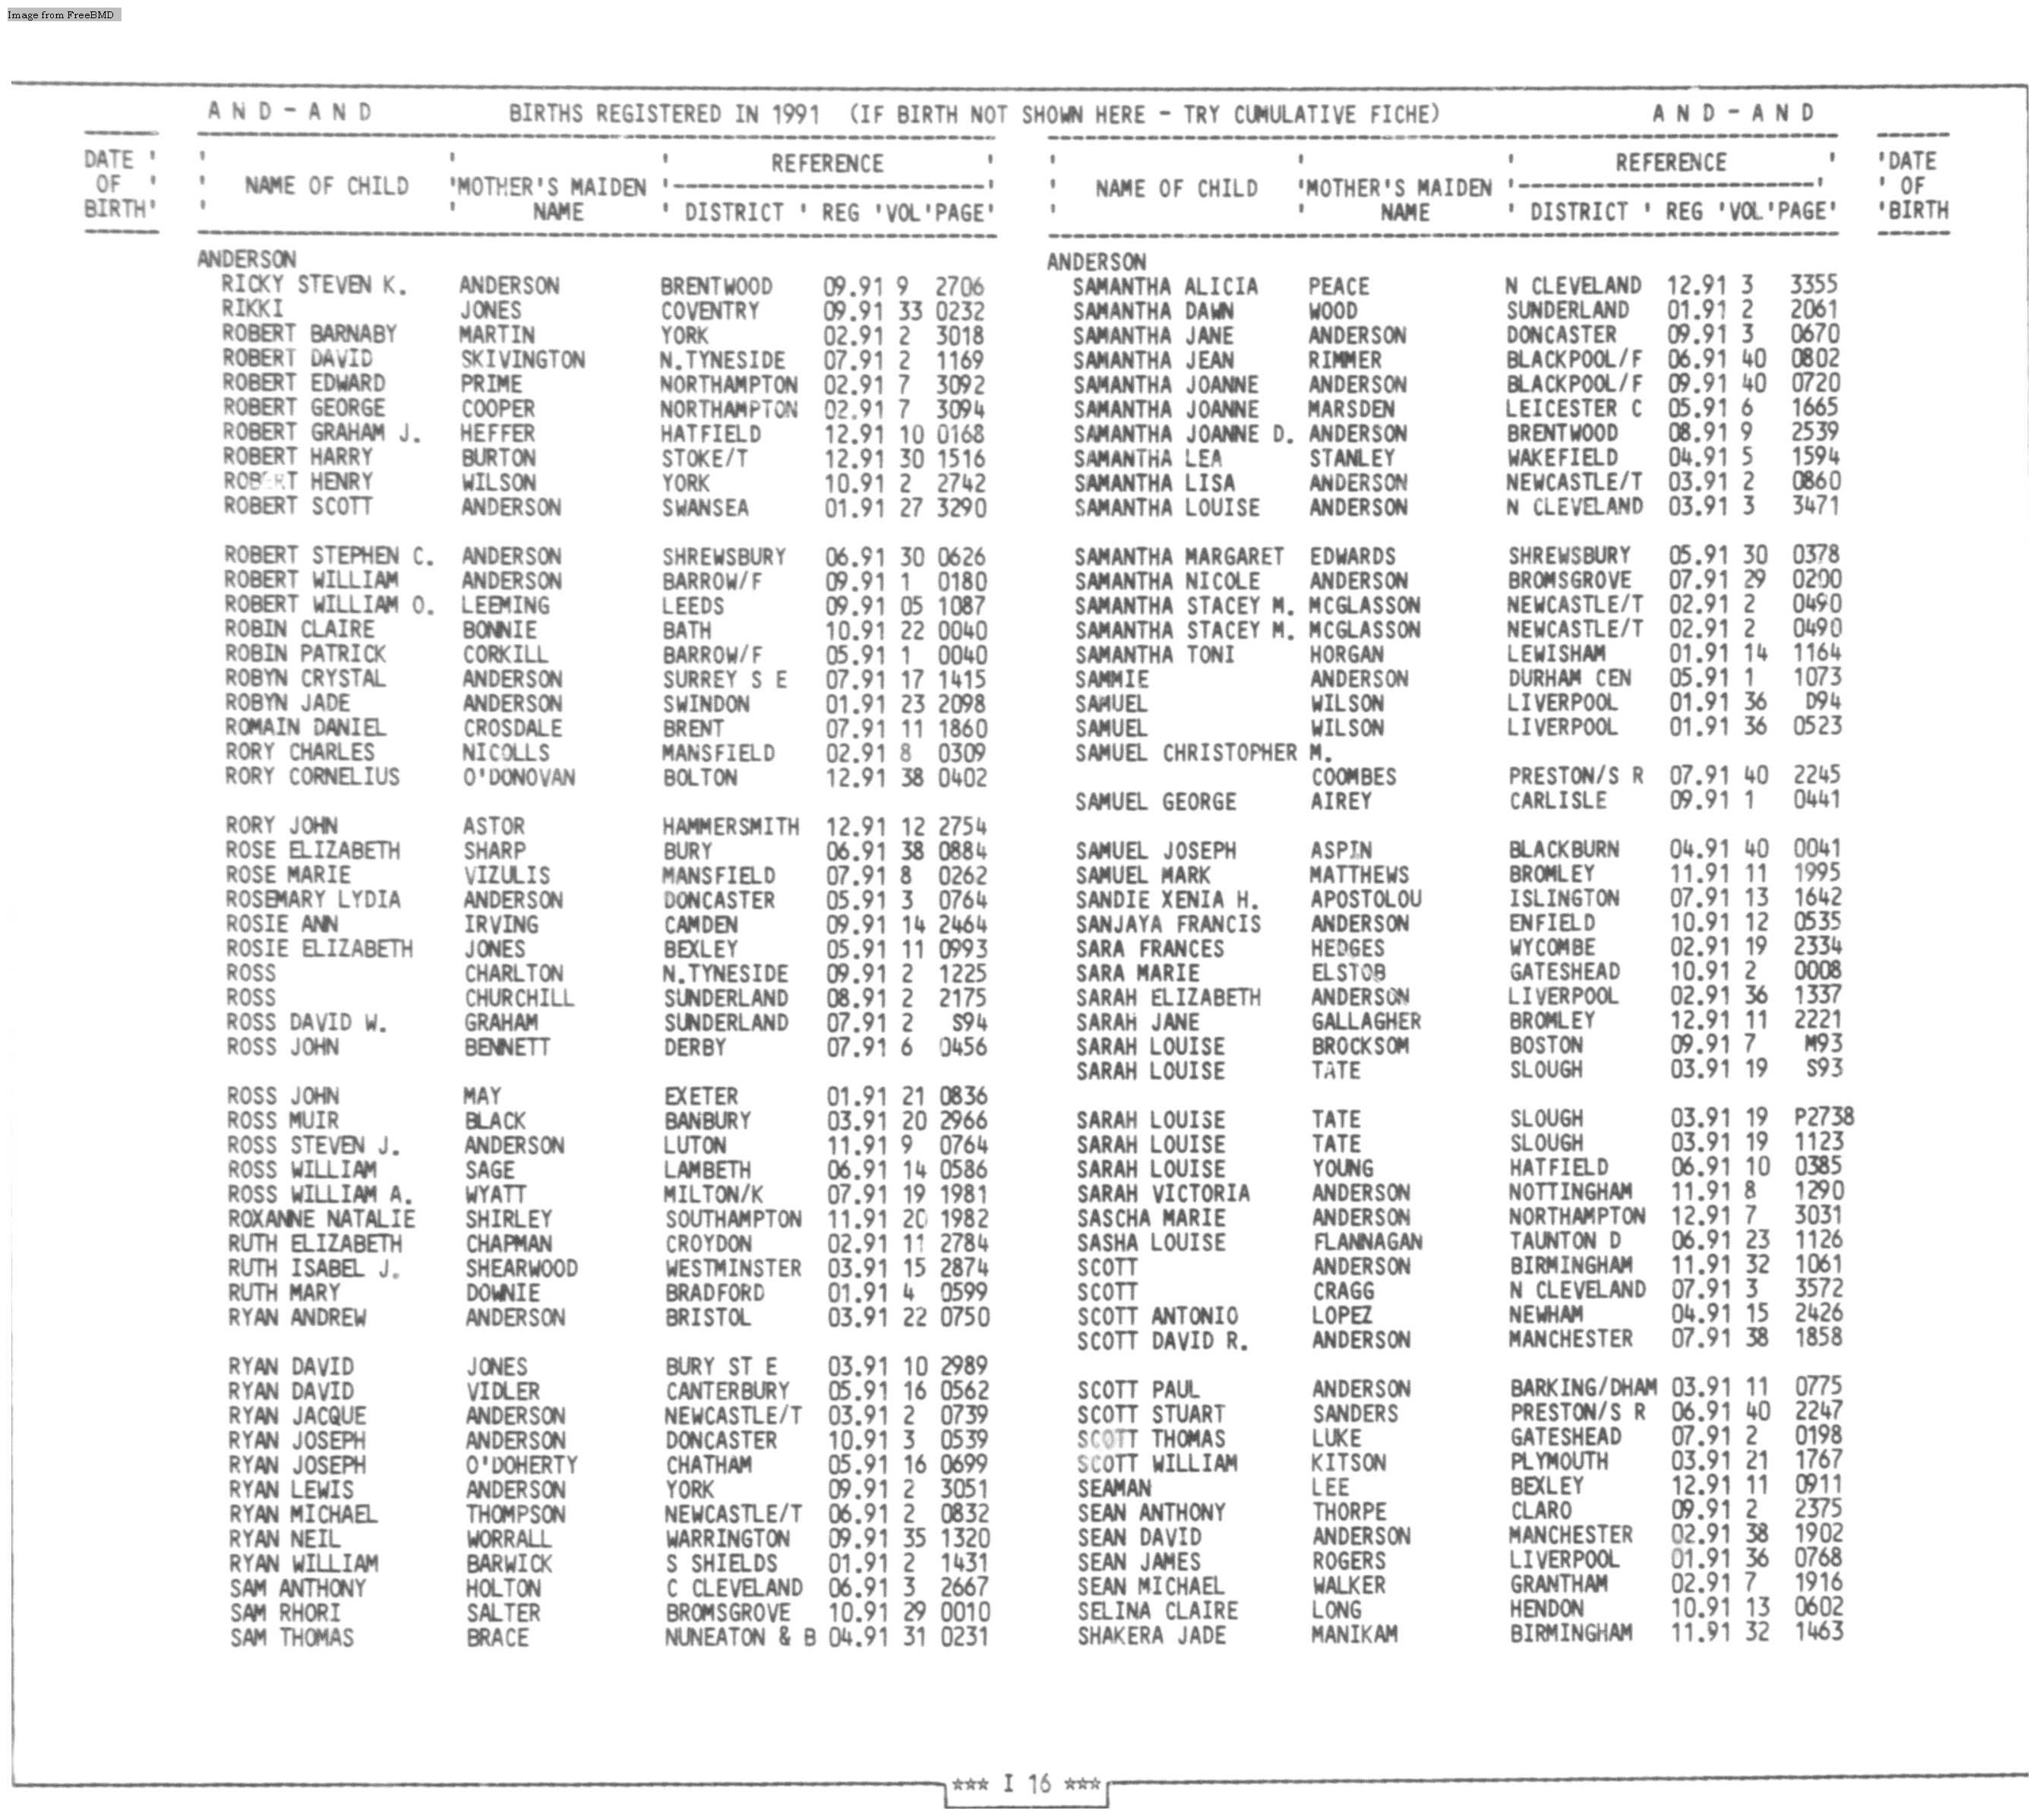 Image from FreeBMD
A N D - A N D BIRTHS REGISTERED IN 1991 (IF BIRTH NOT SHOWN HERE - TRY CUMULATIVE FICHE) A N D - A N D
DATE OF BIRTH
NAME OF CHILD MOTHER'S MAIDEN NAME REFERENCE DISTRICT REG VOL PAGE
ANDERSON
RICKY STEVEN K. ANDERSON BRENTWOOD 09.91 9 2706
RIKKI JONES COVENTRY 09.91 33 0232
ROBERT BARNABY MARTIN YORK 02.91 2 3018
ROBERT DAVID SKIVINGTON N.TYNESIDE 07.91 2 1169
ROBERT EDWARD PRIME NORTHAMPTON 02.91 7 3092
ROBERT GEORGE COOPER NORTHAMPTON 02.91 7 3094
ROBERT GRAHAM J. HEFFER HATFIELD 12.91 10 0168
ROBERT HARRY BURTON STOKE/T 12.91 30 1516
ROBERT HENRY WILSON YORK 10.91 2 2742
ROBERT SCOTT ANDERSON SWANSEA 01.91 27 3290
ROBERT STEPHEN C. ANDERSON SHREWSBURY 06.91 30 0626
ROBERT WILLIAM ANDERSON BARROW/F 09.91 1 0180
ROBERT WILLIAM O. LEEMING LEEDS 09.91 05 1087
ROBIN CLAIRE BONNIE BATH 10.91 22 0040
ROBIN PATRICK CORKILL BARROW/F 05.91 1 0040
ROBYN CRYSTAL ANDERSON SURREY S E 07.91 17 1415
ROBYN JADE ANDERSON SWINDON 01.91 23 2098
ROMAIN DANIEL CROSDALE BRENT 07.91 11 1860
RORY CHARLES NICOLLS MANSFIELD 02.91 8 0309
RORY CORNELIUS O'DONOVAN BOLTON 12.91 38 0402
RORY JOHN ASTOR HAMMERSMITH 12.91 12 2754
ROSE ELIZABETH SHARP BURY 06.91 38 0884
ROSE MARIE VIZULIS MANSFIELD 07.91 8 0262
ROSEMARY LYDIA ANDERSON DONCASTER 05.91 3 0764
ROSIE ANN IRVING CAMDEN 09.91 14 2464
ROSIE ELIZABETH JONES BEXLEY 05.91 11 0993
ROSS CHARLTON N.TYNESIDE 09.91 2 1225
ROSS CHURCHILL SUNDERLAND 08.91 2 2175
ROSS DAVID W. GRAHAM SUNDERLAND 07.91 2 S94
ROSS JOHN BENNETT DERBY 07.91 6 0456
ROSS JOHN MAY EXETER 01.91 21 0836
ROSS MUIR BLACK BANBURY 03.91 20 2966
ROSS STEVEN J. ANDERSON LUTON 11.91 9 0764
ROSS WILLIAM SAGE LAMBETH 06.91 14 0586
ROSS WILLIAM A. WYATT MILTON/K 07.91 19 1981
ROXANNE NATALIE SHIRLEY SOUTHAMPTON 11.91 20 1982
RUTH ELIZABETH CHAPMAN CROYDON 02.91 11 2784
RUTH ISABEL J. SHEARWOOD WESTMINSTER 03.91 15 2874
RUTH MARY DOWNIE BRADFORD 01.91 4 0599
RYAN ANDREW ANDERSON BRISTOL 03.91 22 0750
RYAN DAVID JONES BURY ST E 03.91 10 2989
RYAN DAVID VIDLER CANTERBURY 05.91 16 0562
RYAN JACQUE ANDERSON NEWCASTLE/T 03.91 2 0739
RYAN JOSEPH ANDERSON DONCASTER 10.91 3 0539
RYAN JOSEPH O'DOHERTY CHATHAM 05.91 16 0699
RYAN LEWIS ANDERSON YORK 09.91 2 3051
RYAN MICHAEL THOMPSON NEWCASTLE/T 06.91 2 0832
RYAN NEIL WORRALL WARRINGTON 09.91 35 1320
RYAN WILLIAM BARWICK S SHIELDS 01.91 2 1431
SAM ANTHONY HOLTON C CLEVELAND 06.91 3 2667
SAM RHORI SALTER BROMSGROVE 10.91 29 0010
SAM THOMAS BRACE NUNEATON & B 04.91 31 0231
NAME OF CHILD MOTHER'S MAIDEN NAME REFERENCE DISTRICT REG VOL PAGE
DATE OF BIRTH
ANDERSON
SAMANTHA ALICIA PEACE N CLEVELAND 12.91 3 3355
SAMANTHA DAWN WOOD SUNDERLAND 01.91 2 2061
SAMANTHA JANE ANDERSON DONCASTER 09.91 3 0670
SAMANTHA JEAN RIMMER BLACKPOOL/F 06.91 40 0802
SAMANTHA JOANNE ANDERSON BLACKPOOL/F 09.91 40 0720
SAMANTHA JOANNE MARSDEN LEICESTER C 05.91 6 1665
SAMANTHA JOANNE D. ANDERSON BRENTWOOD 08.91 9 2539
SAMANTHA LEA STANLEY WAKEFIELD 04.91 5 1594
SAMANTHA LISA ANDERSON NEWCASTLE/T 03.91 2 0860
SAMANTHA LOUISE ANDERSON N CLEVELAND 03.91 3 3471
SAMANTHA MARGARET EDWARDS SHREWSBURY 05.91 30 0378
SAMANTHA NICOLE ANDERSON BROMSGROVE 07.91 29 0200
SAMANTHA STACEY M. MCGLASSON NEWCASTLE/T 02.91 2 0490
SAMANTHA STACEY M. MCGLASSON NEWCASTLE/T 02.91 2 0490
SAMANTHA TONI HORGAN LEWISHAM 01.91 14 1164
SAMMIE ANDERSON DURHAM CEN 05.91 1 1073
SAMUEL WILSON LIVERPOOL 01.91 36 D94
SAMUEL WILSON LIVERPOOL 01.91 36 0523
SAMUEL CHRISTOPHER M.
COOMBES PRESTON/S R 07.91 40 2245
SAMUEL GEORGE AIREY CARLISLE 09.91 1 0441
SAMUEL JOSEPH ASPIN BLACKBURN 04.91 40 0041
SAMUEL MARK MATTHEWS BROMLEY 11.91 11 1995
SANDIE XENIA H. APOSTOLOU ISLINGTON 07.91 13 1642
SANJAYA FRANCIS ANDERSON ENFIELD 10.91 12 0535
SARA FRANCES HEDGES WYCOMBE 02.91 19 2334
SARA MARIE ELSTOB GATESHEAD 10.91 2 0008
SARAH ELIZABETH ANDERSON LIVERPOOL 02.91 36 1337
SARAH JANE GALLAGHER BROMLEY 12.91 11 2221
SARAH LOUISE BROCKSOM BOSTON 09.91 7 M93
SARAH LOUISE TATE SLOUGH 03.91 19 S93
SARAH LOUISE TATE SLOUGH 03.91 19 P2738
SARAH LOUISE TATE SLOUGH 03.91 19 1123
SARAH LOUISE YOUNG HATFIELD 06.91 10 0385
SARAH VICTORIA ANDERSON NOTTINGHAM 11.91 8 1290
SASCHA MARIE ANDERSON NORTHAMPTON 12.91 7 3031
SASHA LOUISE FLANNAGAN TAUNTON D 06.91 23 1126
SCOTT ANDERSON BIRMINGHAM 11.91 32 1061
SCOTT CRAGG N CLEVELAND 07.91 3 3572
SCOTT ANTONIO LOPEZ NEWHAM 04.91 15 2426
SCOTT DAVID R. ANDERSON MANCHESTER 07.91 38 1858
SCOTT PAUL ANDERSON BARKING/DHAM 03.91 11 0775
SCOTT STUART SANDERS PRESTON/S R 06.91 40 2247
SCOTT THOMAS LUKE GATESHEAD 07.91 2 0198
SCOTT WILLIAM KITSON PLYMOUTH 03.91 21 1767
SEAMAN LEE BEXLEY 12.91 11 0911
SEAN ANTHONY THORPE CLARO 09.91 2 2375
SEAN DAVID ANDERSON MANCHESTER 02.91 38 1902
SEAN JAMES ROGERS LIVERPOOL 01.91 36 0768
SEAN MICHAEL WALKER GRANTHAM 02.91 7 1916
SELINA CLAIRE LONG HENDON 10.91 13 0602
SHAKERA JADE MANIKAM BIRMINGHAM 11.91 32 1463
*** I 16 ***